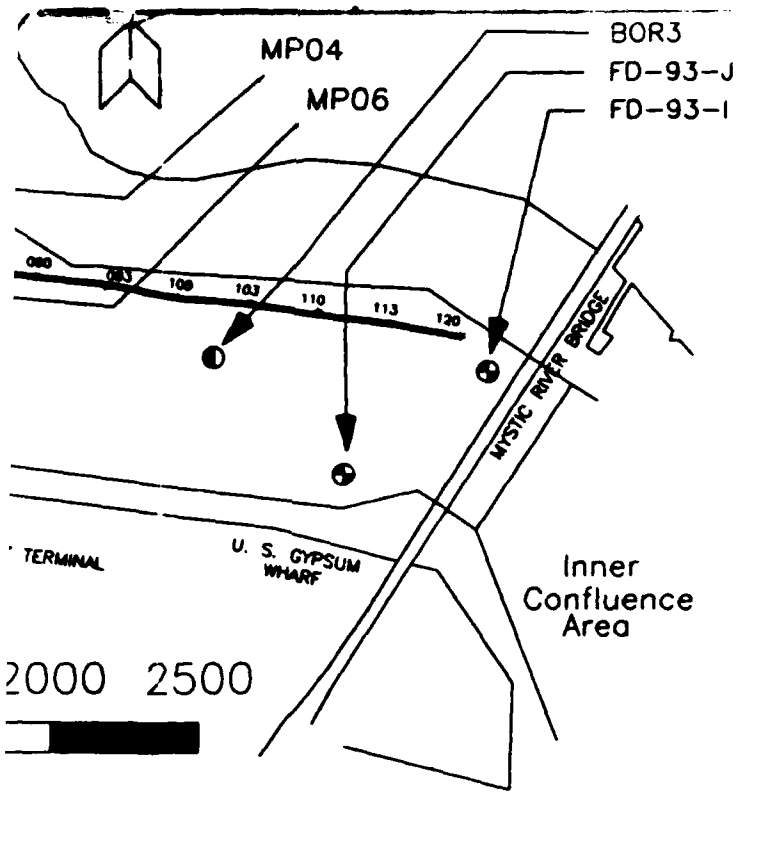 BOR3
MP04
FD-93-J
MP06
FD-93-I
080
083
100
103
110
113
120
MYSTIC RIVER BRIDGE
TERMINAL
U. S. GYPSUM
WHARF
Inner
Confluence
Area
2000 2500